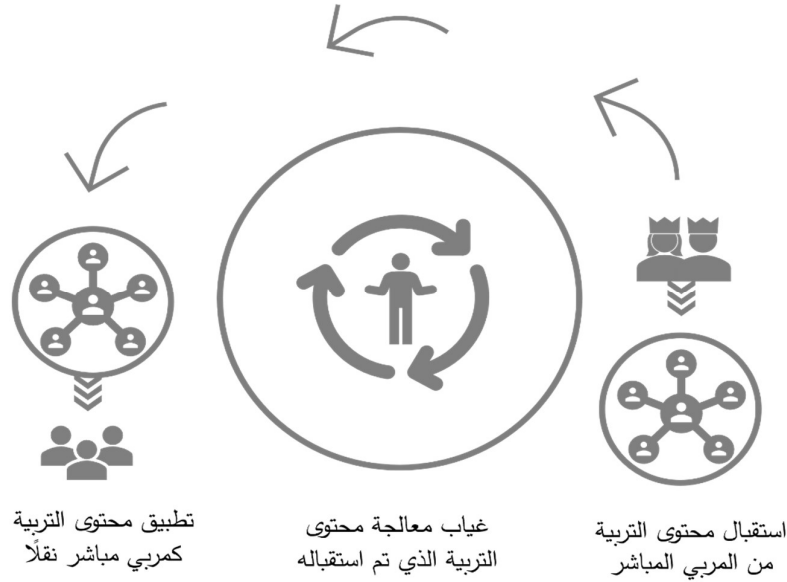 استقبال محتوى التربية
من المربي المباشر
غياب معالجة محتوى
التربية الذي تم استقباله
تطبيق محتوى التربية
كمربي مباشر نقلًا